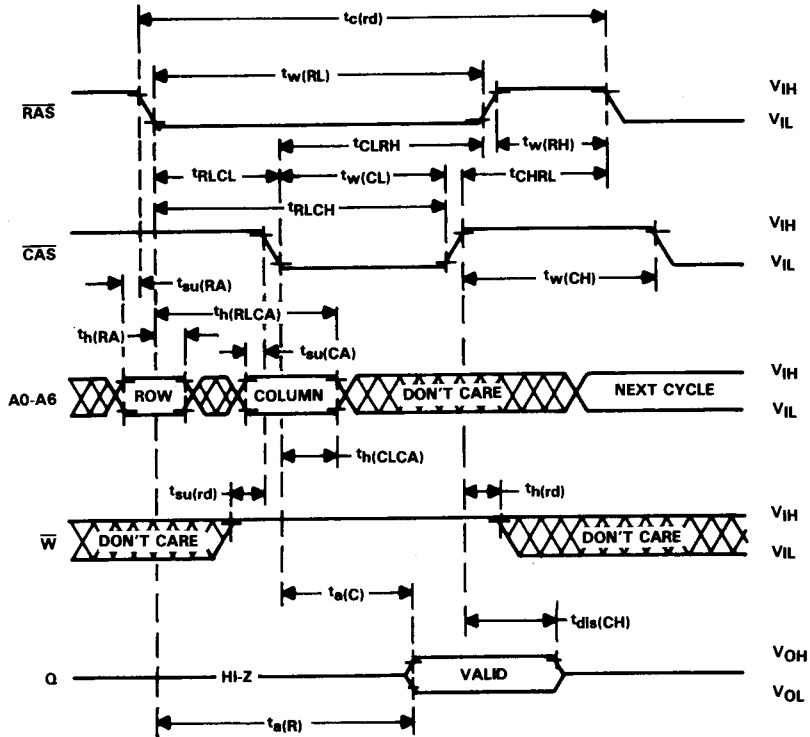 tc(rd)
tw(RL)
VIH
RAS
VIL
tCLRH
tw(RH)
tRLCL
tw(CL)
tCHRL
tRLCH
VIH
CAS
VIL
tsu(RA)
tw(CH)
th(RLCA)
th(RA)
tsu(CA)
VIH
A0-A6
ROW
COLUMN
DON'T CARE
NEXT CYCLE
VIL
th(CLCA)
tsu(rd)
th(rd)
VIH
W
DON'T CARE
DON'T CARE
VIL
ta(C)
tdis(CH)
VOH
Q
HI-Z
VALID
VOL
ta(R)